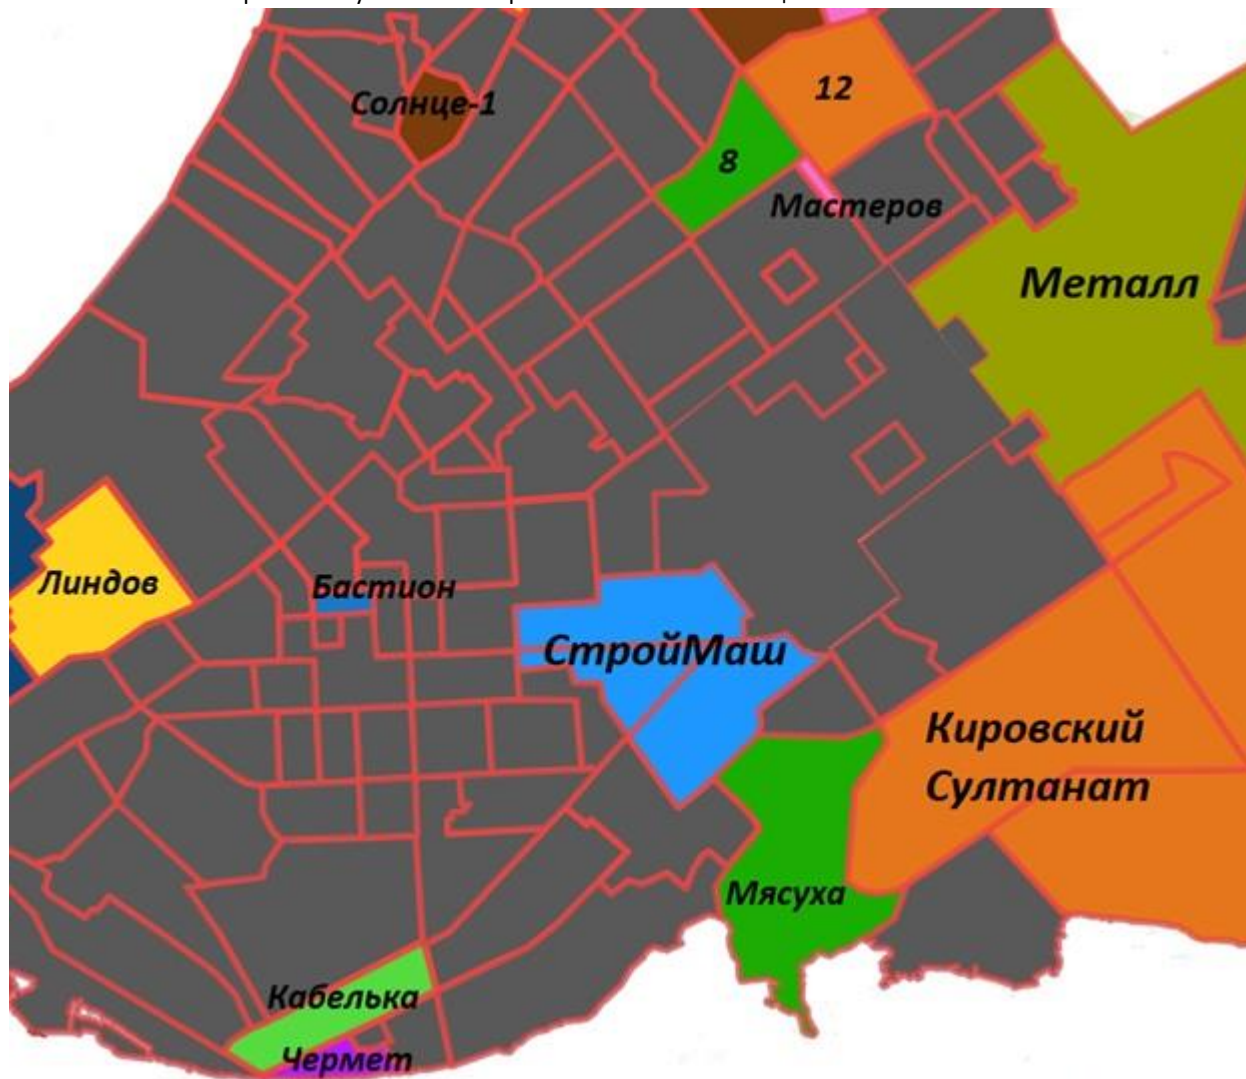 Солнце-1
12
8
Мастеров
Металл
Линдов
Бастион
СтройМаш
Кировский
Султанат
Мясуха
Кабелька
Чермет